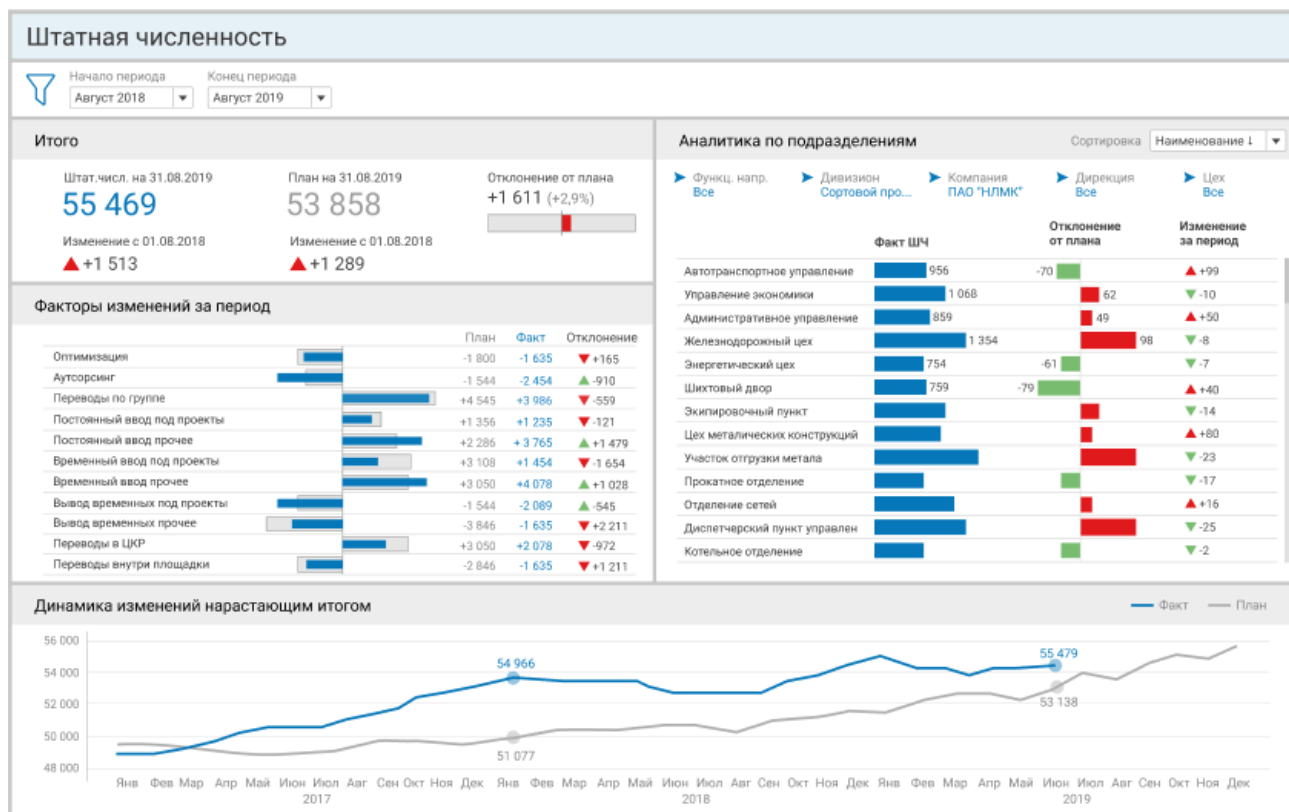 Штатная численность
Начало периода Конец периода
Август 2018 Август 2019
Итого
Штат.числ. на 31.08.2019 План на 31.08.2019 Отклонение от плана
55 469 53 858 +1 611 (+2,9%)
Изменение с 01.08.2018 Изменение с 01.08.2018
+1 513 +1 289
Факторы изменений за период
План Факт Отклонение
Оптимизация -1 800 -1 635 +165
Аутсорсинг -1 544 -2 454 -910
Переводы по группе +4 545 +3 986 -559
Постоянный ввод под проекты +1 356 +1 235 -121
Постоянный ввод прочее +2 286 + 3 765 +1 479
Временный ввод под проекты +3 108 +1 454 -1 654
Временный ввод прочее +3 050 +4 078 +1 028
Вывод временных под проекты -1 544 -2 089 -545
Вывод временных прочее -3 846 -1 635 +2 211
Переводы в ЦКР +3 050 +2 078 -972
Переводы внутри площадки -2 846 -1 635 +1 211
Аналитика по подразделениям Сортировка Наименование ↓
Функц. напр. Дивизион Компания Дирекция Цех
Все Сортовой про... ПАО "НЛМК" Все Все
Факт ШЧ Отклонение от плана Изменение за период
Автотранспортное управление 956 -70 +99
Управление экономики 1 068 62 -10
Административное управление 859 49 +50
Железнодорожный цех 1 354 98 -8
Энергетический цех 754 -61 -7
Шихтовый двор 759 -79 +40
Экипировочный пункт -14
Цех металических конструкций +80
Участок отгрузки метала -23
Прокатное отделение -17
Отделение сетей +16
Диспетчерский пункт управлен -25
Котельное отделение -2
Динамика изменений нарастающим итогом Факт План
56 000
54 000
52 000
50 000
48 000
54 966
51 077
55 479
53 138
Янв Фев Мар Апр Май Июн Июл Авг Сен Окт Ноя Дек Янв Фев Мар Апр Май Июн Июл Авг Сен Окт Ноя Дек Янв Фев Мар Апр Май Июн Июл Авг Сен Окт Ноя Дек
2017 2018 2019